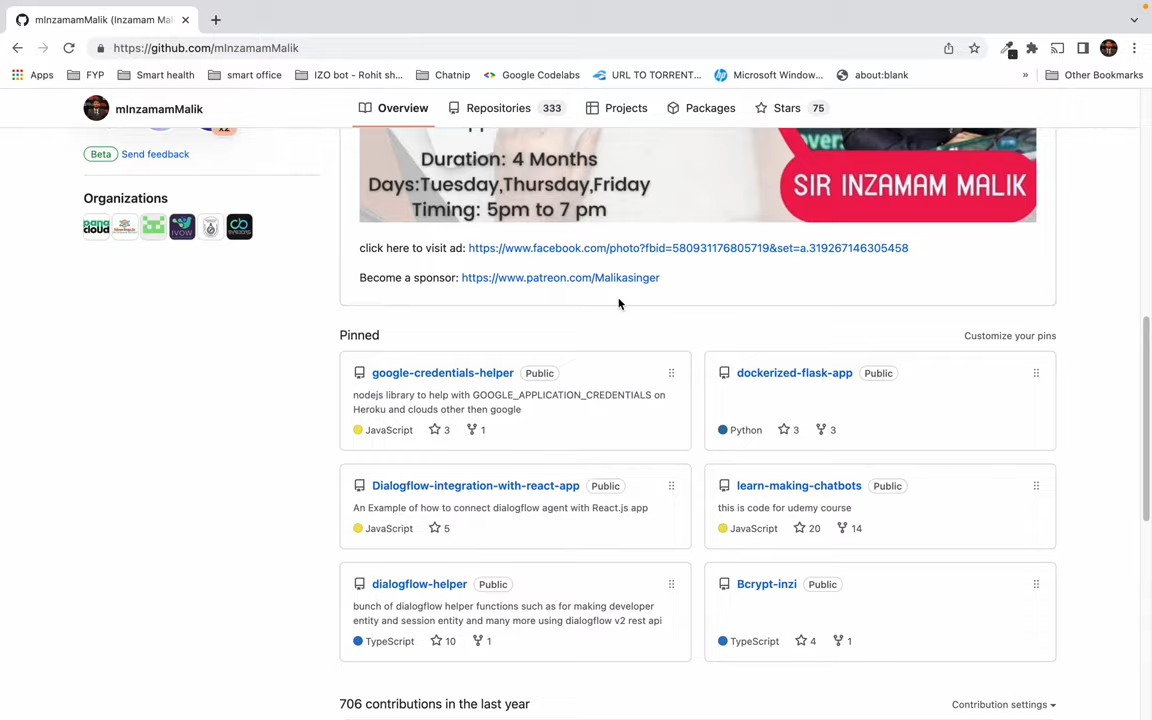 mInzamamMalik (Inzamam Mal
https://github.com/mInzamamMalik
Apps FYP Smart health smart office IZO bot - Rohit sh... Chatnip Google Codelabs URL TO TORRENT... Microsoft Window... about:blank » Other Bookmarks
mInzamamMalik Overview Repositories 333 Projects Packages Stars 75
x2
Beta Send feedback
Duration: 4 Months
Days:Tuesday,Thursday,Friday
Timing: 5pm to 7 pm
SIR INZAMAM MALIK
Organizations
click here to visit ad: https://www.facebook.com/photo?fbid=580931176805719&set=a.319267146305458
Become a sponsor: https://www.patreon.com/Malikasinger
Pinned
Customize your pins
google-credentials-helper Public
nodejs library to help with GOOGLE_APPLICATION_CREDENTIALS on
Heroku and clouds other then google
JavaScript 3 1
dockerized-flask-app Public
Python 3 3
Dialogflow-integration-with-react-app Public
An Example of how to connect dialogflow agent with React.js app
JavaScript 5
learn-making-chatbots Public
this is code for udemy course
JavaScript 20 14
dialogflow-helper Public
bunch of dialogflow helper functions such as for making developer
entity and session entity and many more using dialogflow v2 rest api
TypeScript 10 1
Bcrypt-inzi Public
TypeScript 4 1
706 contributions in the last year
Contribution settings